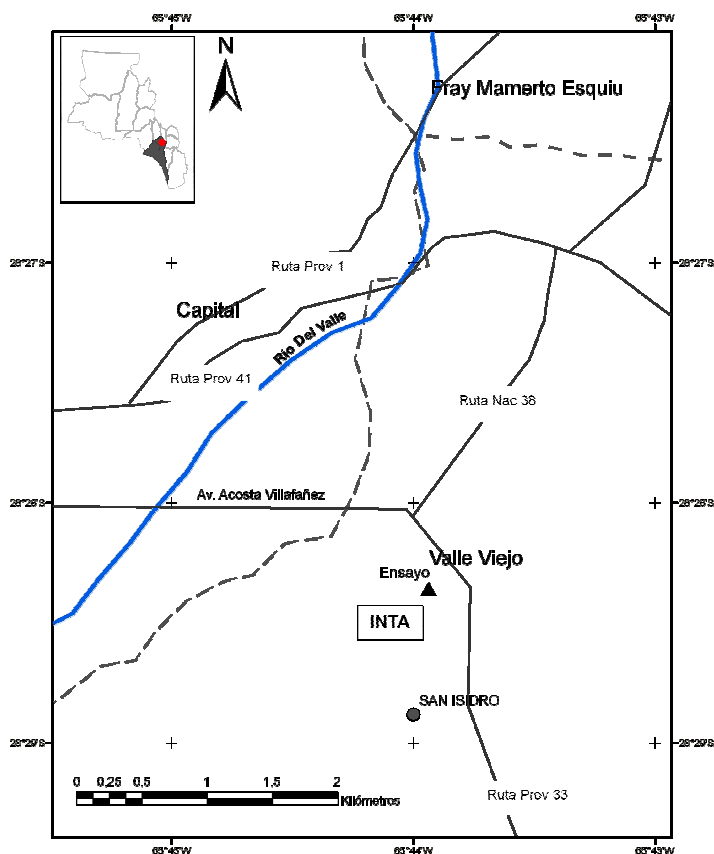 65°45'W 65°44'W 65°43'W
N
Fray Mamerto Esquiu
28°27'S 28°27'S
Ruta Prov 1
Capital
Rio Del Valle
Ruta Prov 41
Ruta Nac 38
Av. Acosta Villafañez
28°28'S 28°28'S
Valle Viejo
Ensayo
INTA
SAN ISIDRO
28°29'S 28°29'S
0 0,25 0,5 1 1,5 2
Kilómetros
Ruta Prov 33
65°45'W 65°44'W 65°43'W